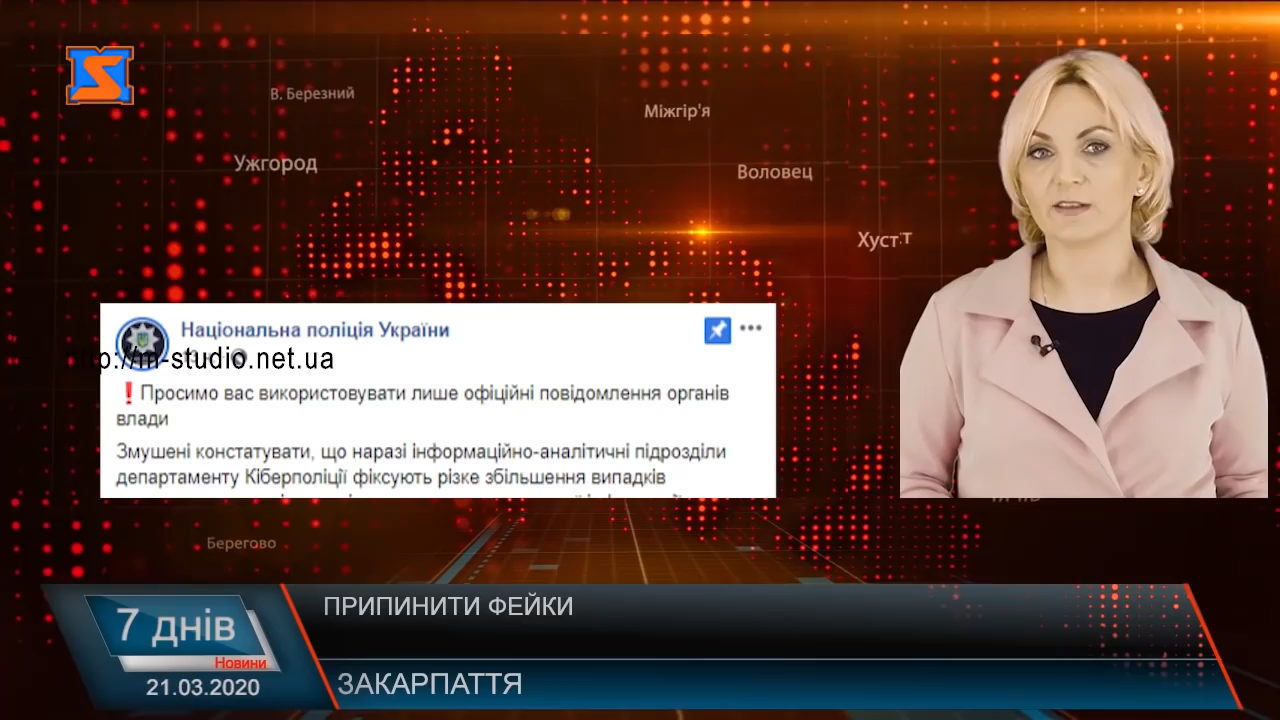 В. Березний
Міжгір'я
Ужгород
Воловец
Хуст
Національна поліція України
http://m-studio.net.ua
❗Просимо вас використовувати лише офіційні повідомлення органів
влади
Змушені констатувати, що наразі інформаційно-аналітичні підрозділи
департаменту Кіберполіції фіксують різке збільшення випадків
Берегово
7 днів
Новини
21.03.2020
ПРИПИНИТИ ФЕЙКИ
ЗАКАРПАТТЯ